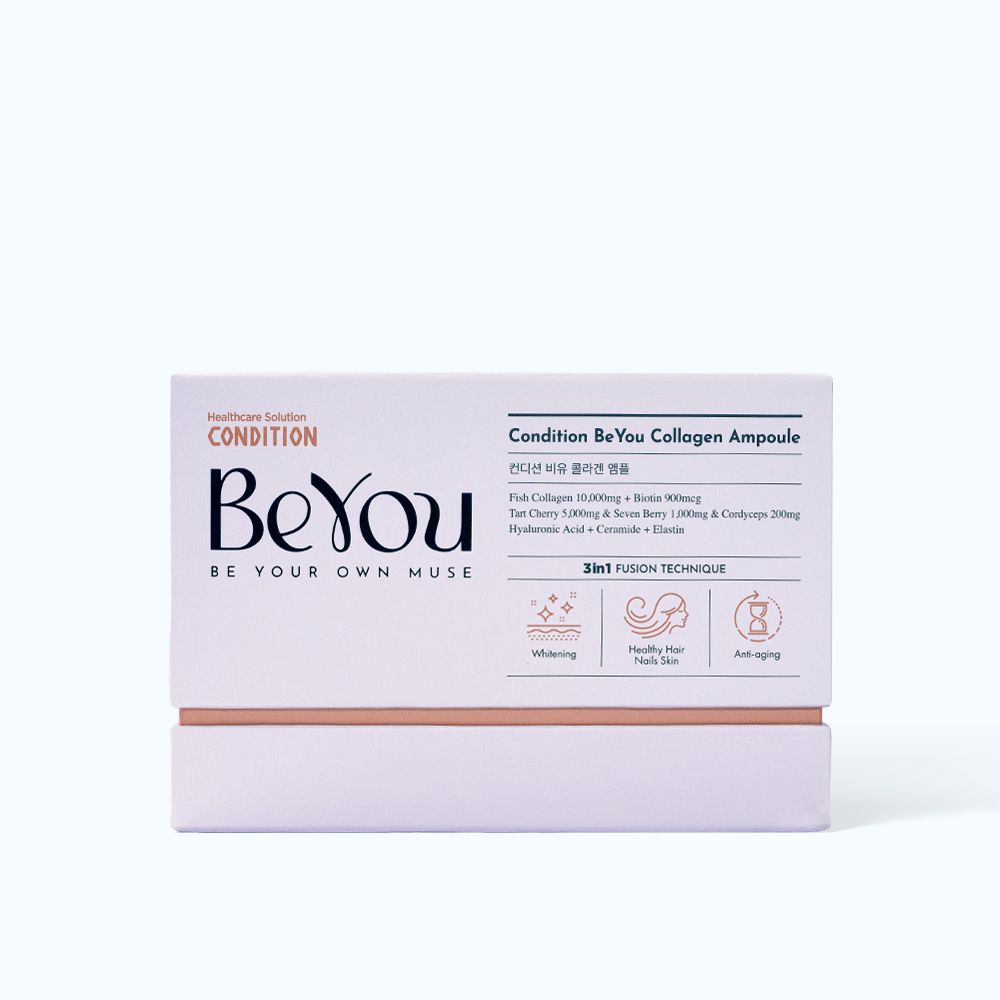 Healthcare Solution
CONDITION
BeYou
BE YOUR OWN MUSE
Condition BeYou Collagen Ampoule
컨디션 비유 콜라겐 앰플
Fish Collagen 10,000mg + Biotin 900mcg
Tart Cherry 5,000mg & Seven Berry 1,000mg & Cordyceps 200mg
Hyaluronic Acid + Ceramide + Elastin
3in1 FUSION TECHNIQUE
Whitening
Healthy Hair
Nails Skin
Anti-aging